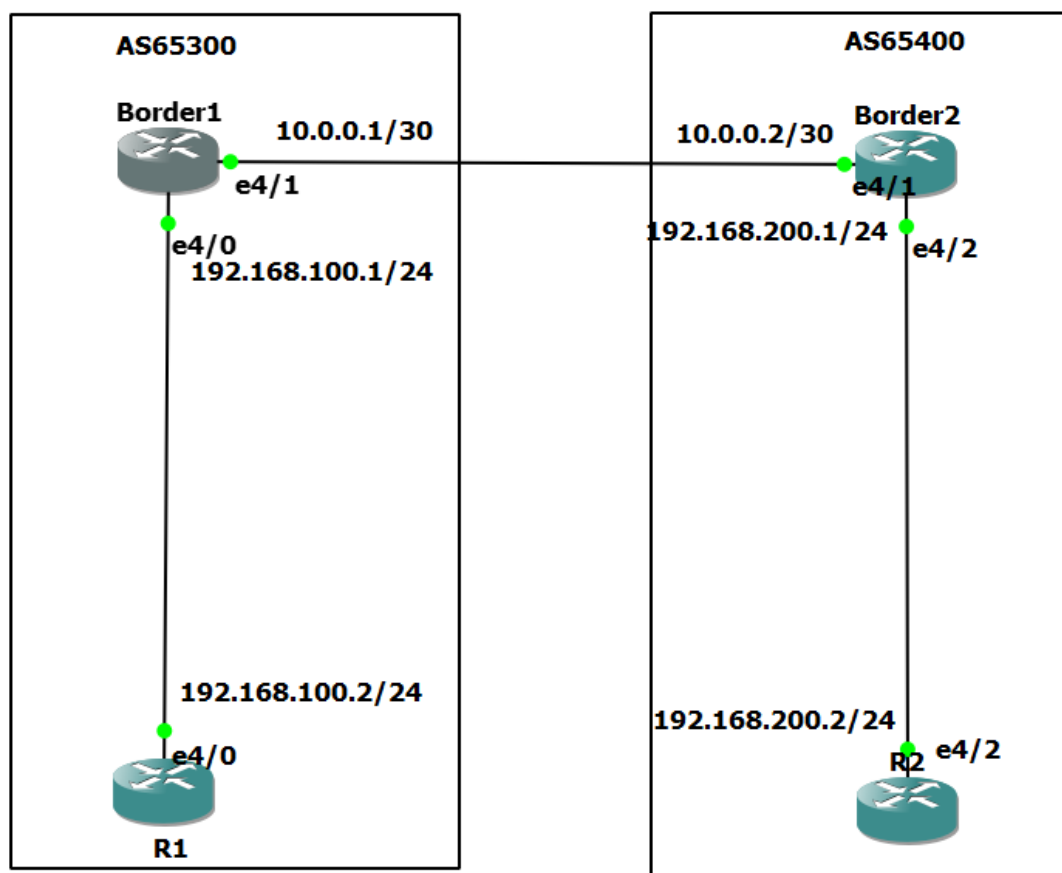 AS65300
AS65400
Border1
Border2
10.0.0.1/30
10.0.0.2/30
e4/1
e4/1
e4/0
192.168.100.1/24
192.168.200.1/24
e4/2
192.168.100.2/24
192.168.200.2/24
e4/0
e4/2
R2
R1